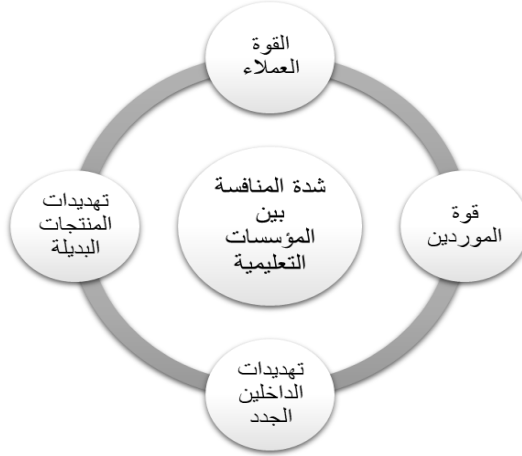 القوة
العملاء
شدة المنافسة
بين
المؤسسات
التعليمية
قوة
الموردين
تهديدات
المنتجات
البديلة
تهديدات
الداخلين
الجدد